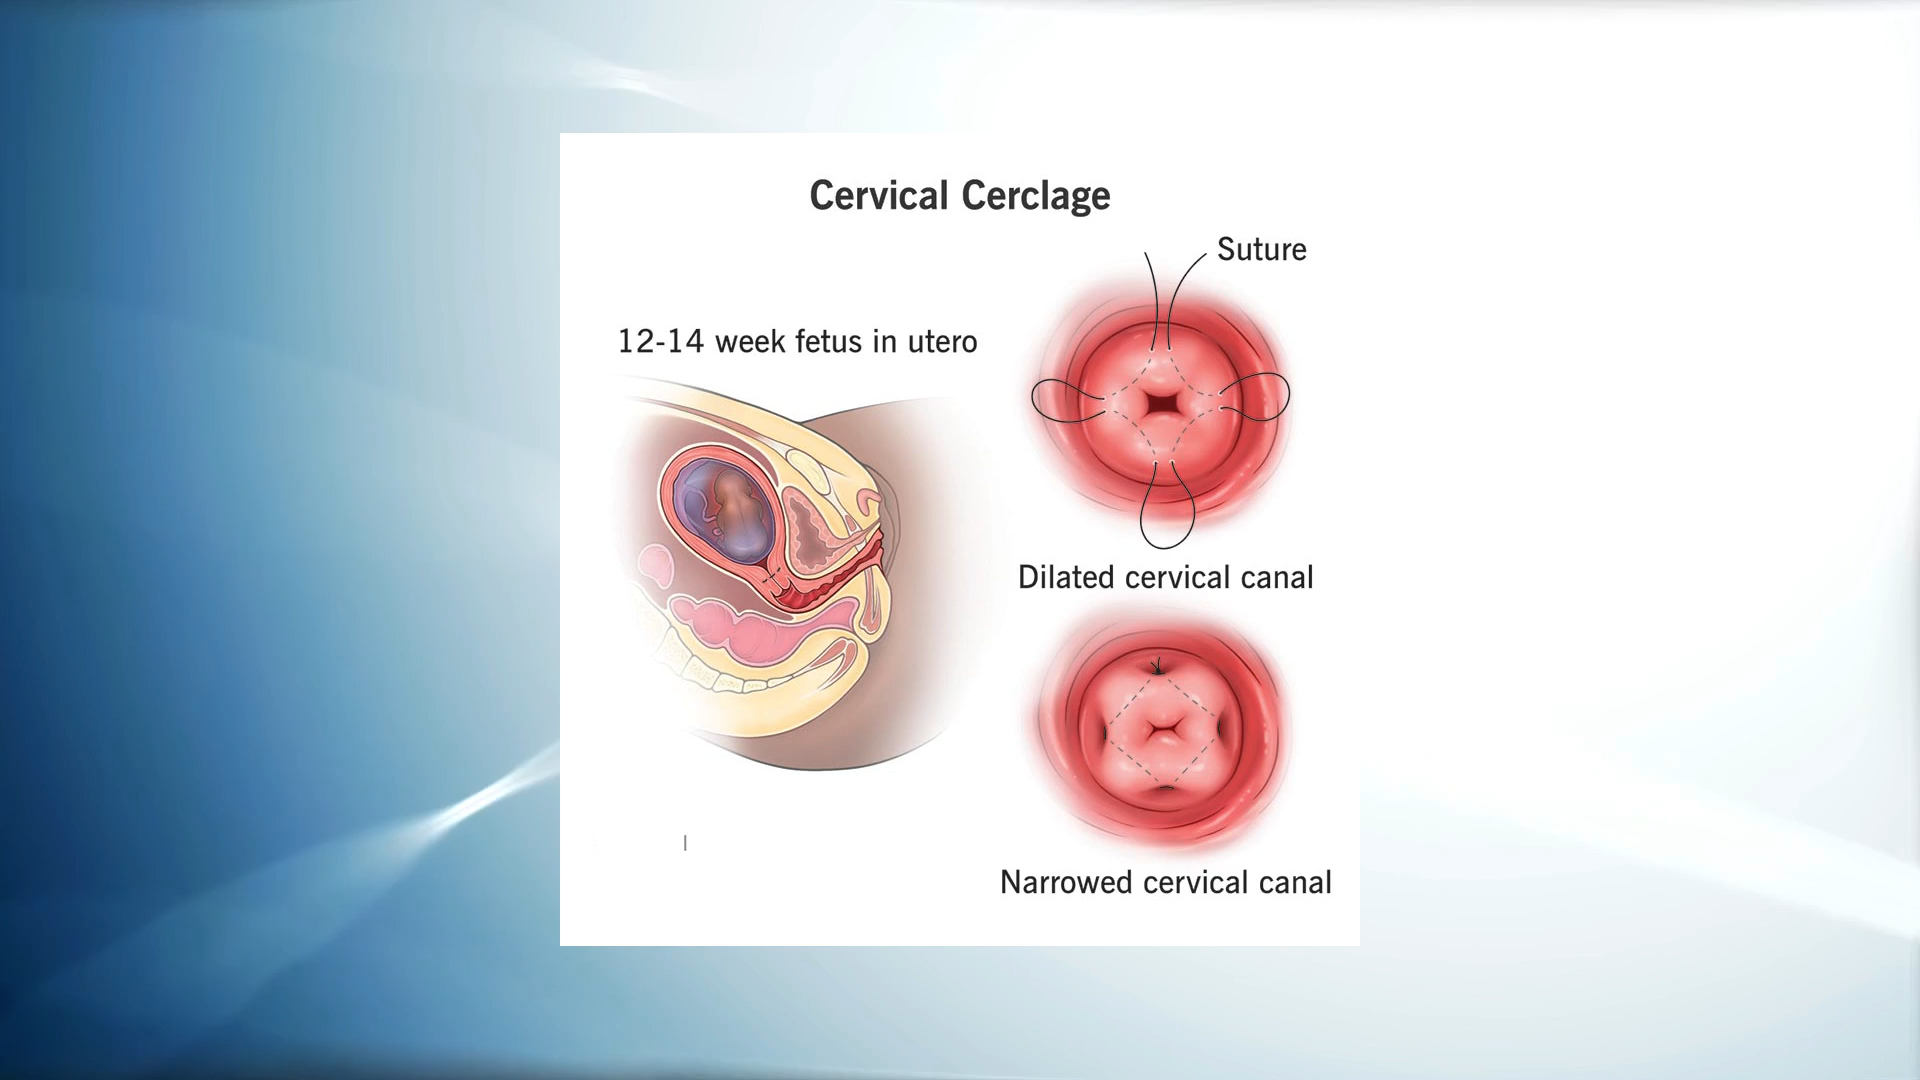 Cervical Cerclage
Suture
12-14 week fetus in utero
Dilated cervical canal
Narrowed cervical canal